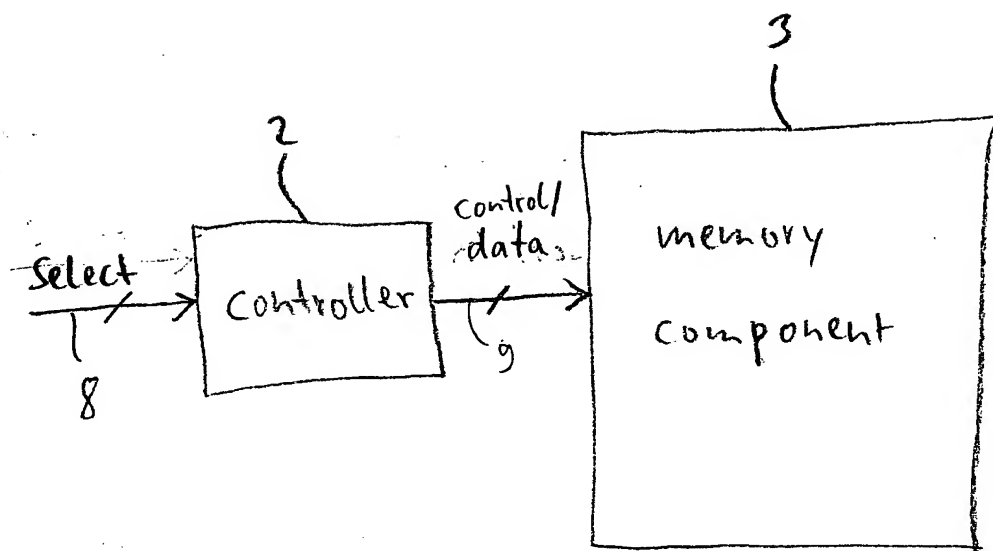 3
2
control/
data
memory
Select
Controller
component
9
8